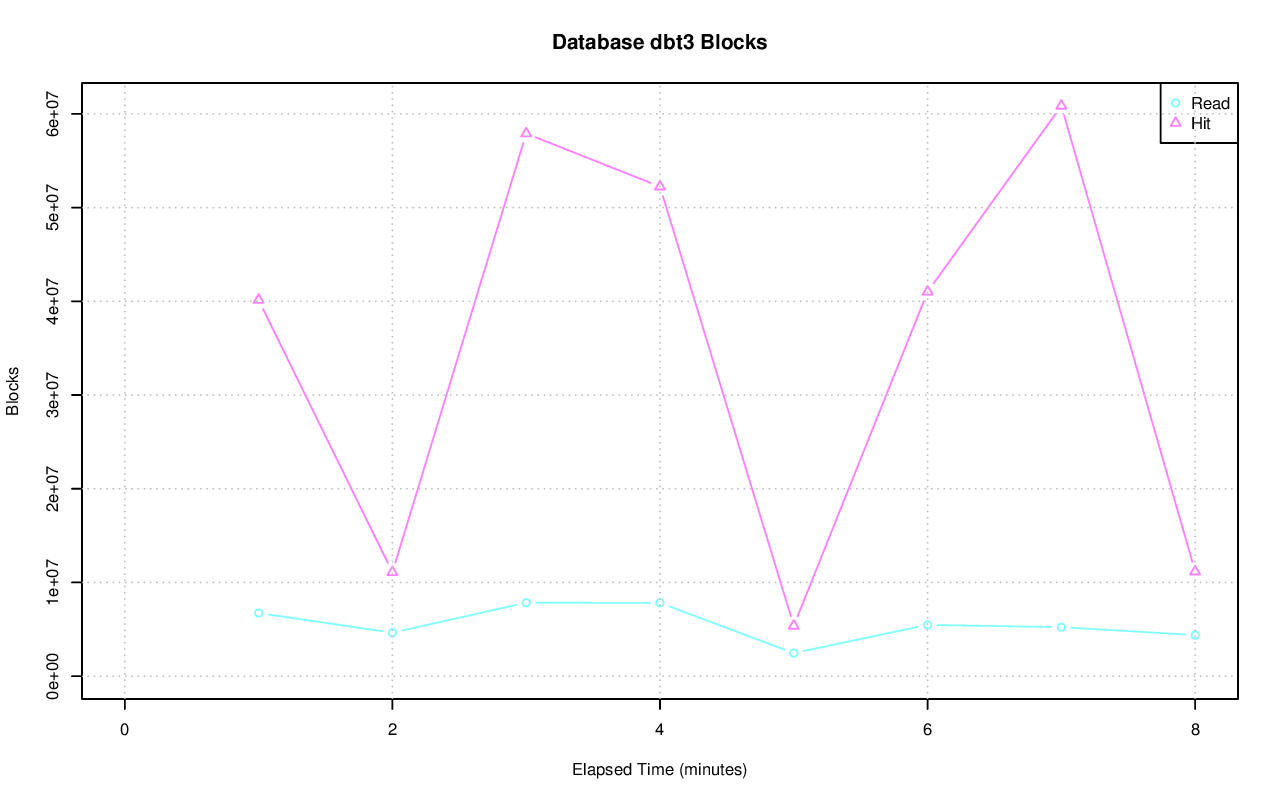 Database dbt3 Blocks
Read
Hit
6e+07
5e+07
4e+07
3e+07
2e+07
1e+07
0e+00
Blocks
0 2 4 6 8
Elapsed Time (minutes)